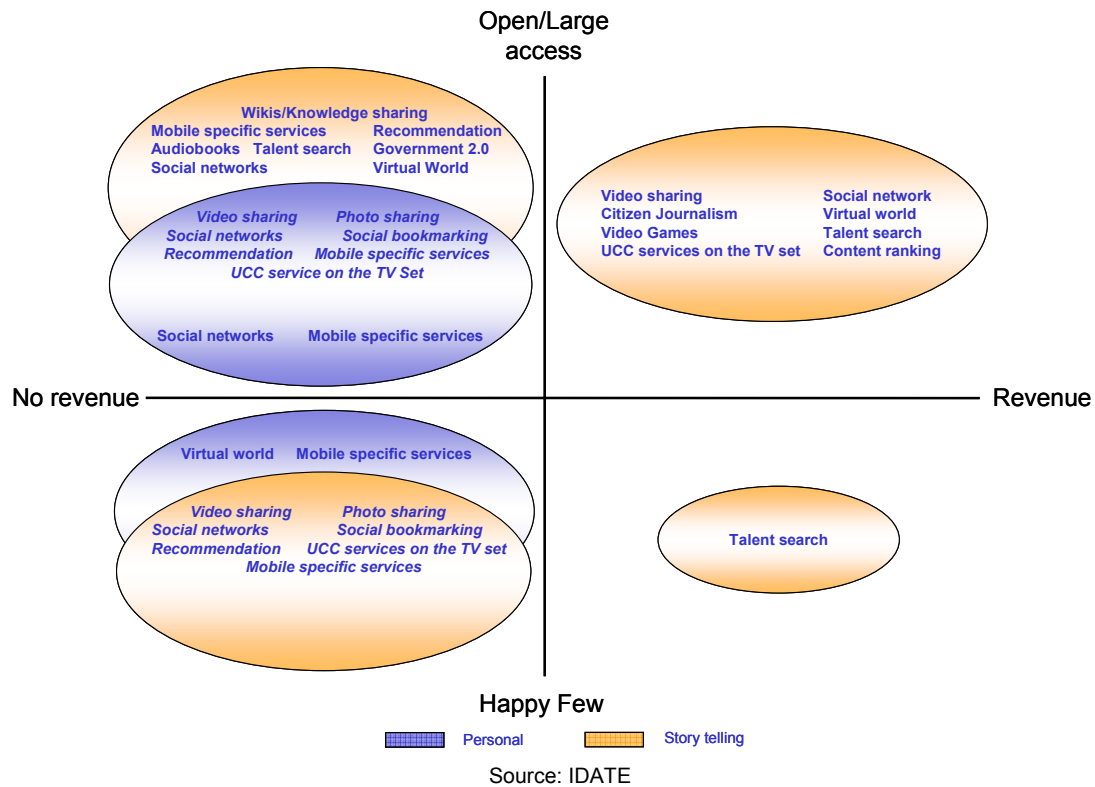 Open/Large
access
Wikis/Knowledge sharing
Mobile specific services Recommendation
Audiobooks Talent search Government 2.0
Social networks Virtual World
Video sharing Photo sharing
Social networks Social bookmarking
Recommendation Mobile specific services
UCC service on the TV Set
Social networks Mobile specific services
Video sharing Social network
Citizen Journalism Virtual world
Video Games Talent search
UCC services on the TV set Content ranking
No revenue Revenue
Virtual world Mobile specific services
Video sharing Photo sharing
Social networks Social bookmarking
Recommendation UCC services on the TV set
Mobile specific services
Talent search
Happy Few
Personal Story telling
Source: IDATE